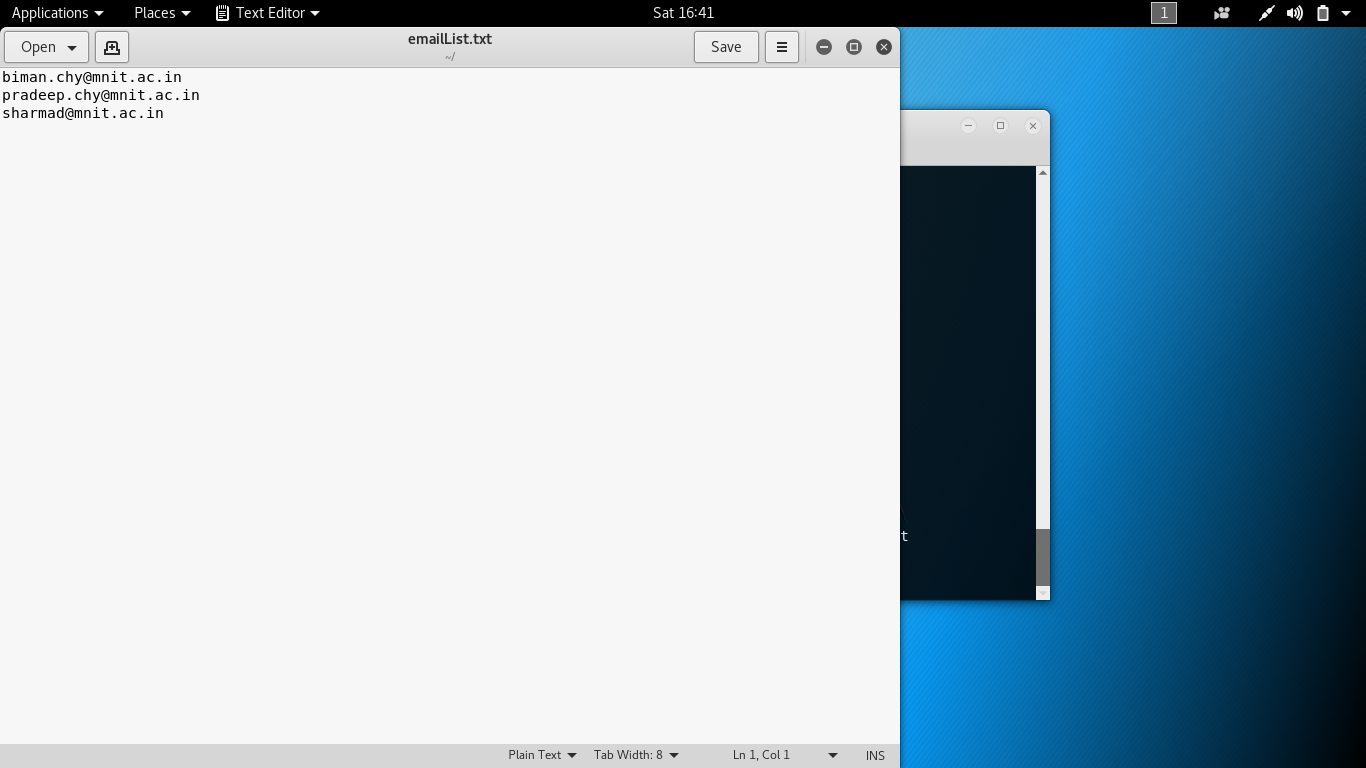 Applications Places Text Editor Sat 16:41 1
Open emailList.txt Save
~/
biman.chy@mnit.ac.in
pradeep.chy@mnit.ac.in
sharmad@mnit.ac.in
t
Plain Text Tab Width: 8 Ln 1, Col 1 INS